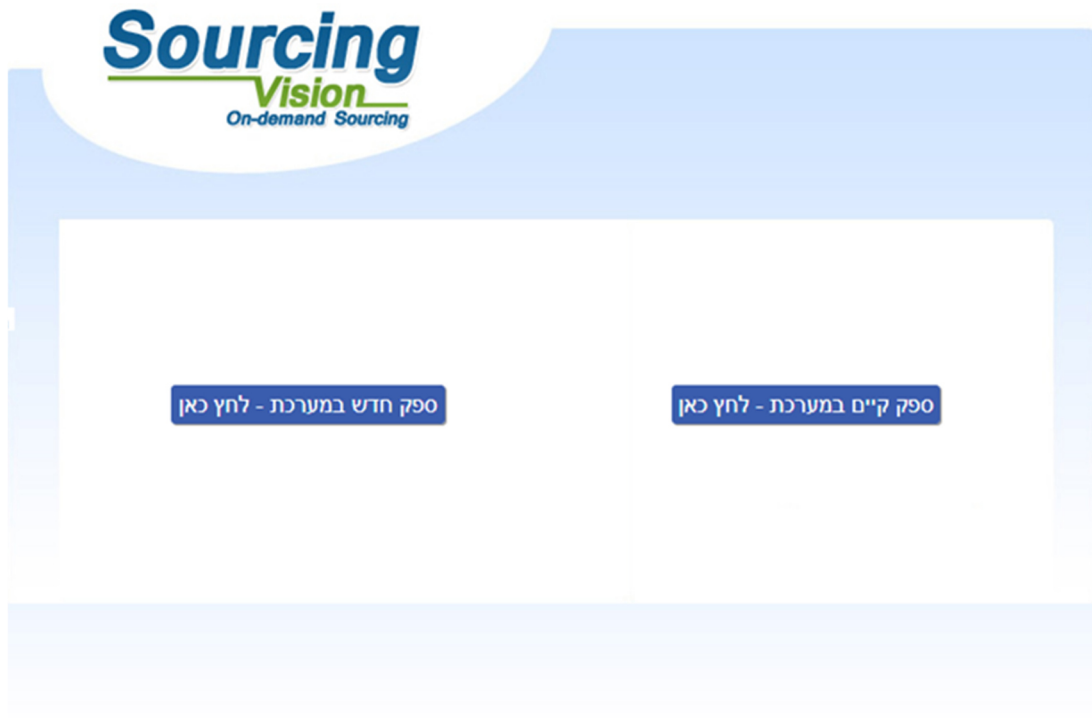 Sourcing
Vision
On-demand Sourcing
ספק קיים במערכת - לחץ כאן
ספק חדש במערכת - לחץ כאן